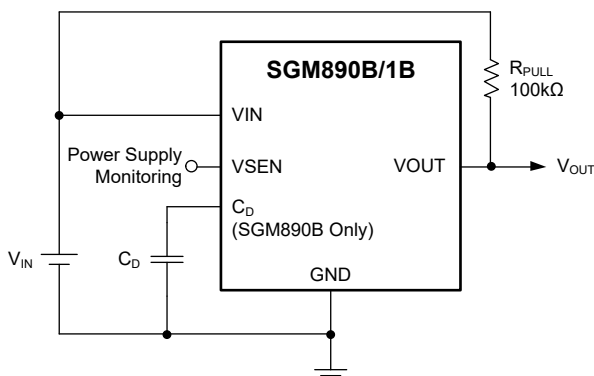 SGM890B/1B
RPULL
100kΩ
VIN
Power Supply
Monitoring
VSEN
VOUT
VOUT
CD
(SGM890B Only)
VIN
CD
GND